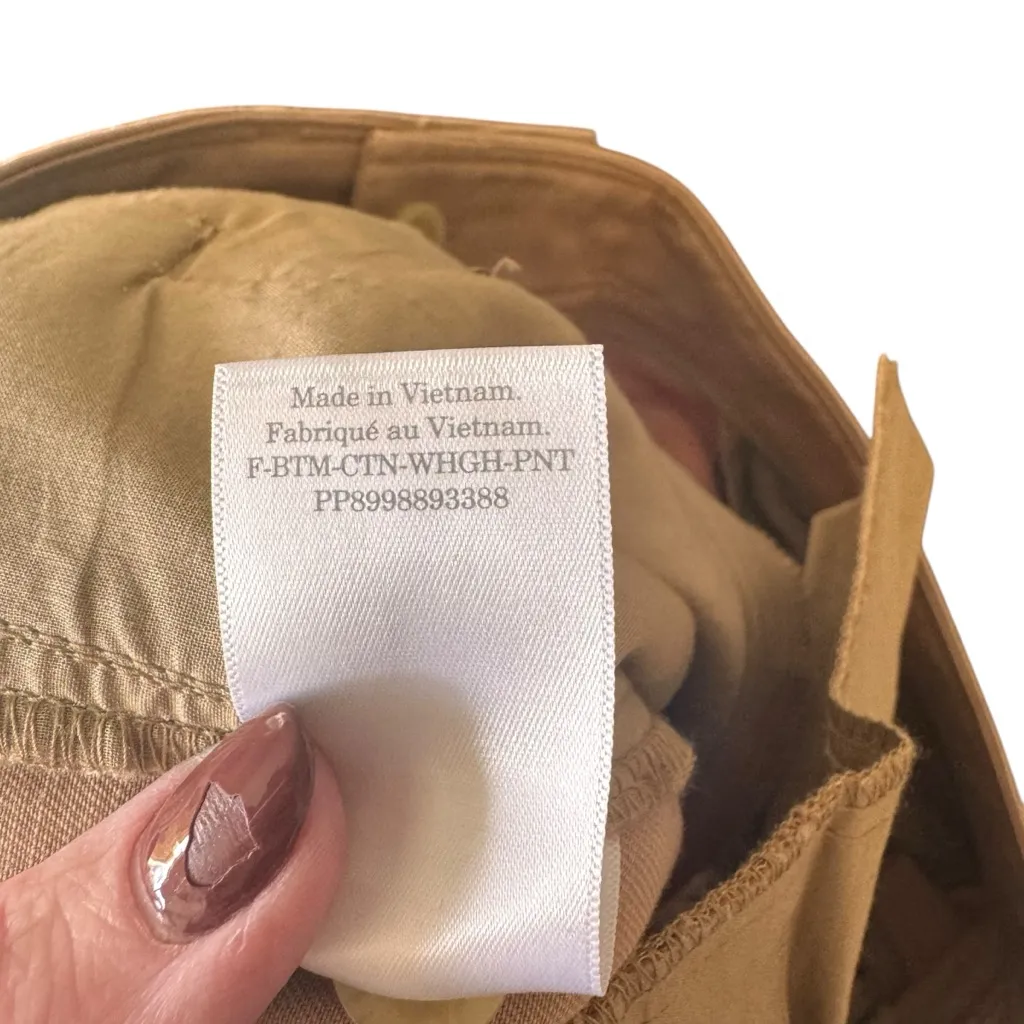 Made in Vietnam.
Fabriqué au Vietnam.
F-BTM-CTN-WHGH-PNT
PP8998893388